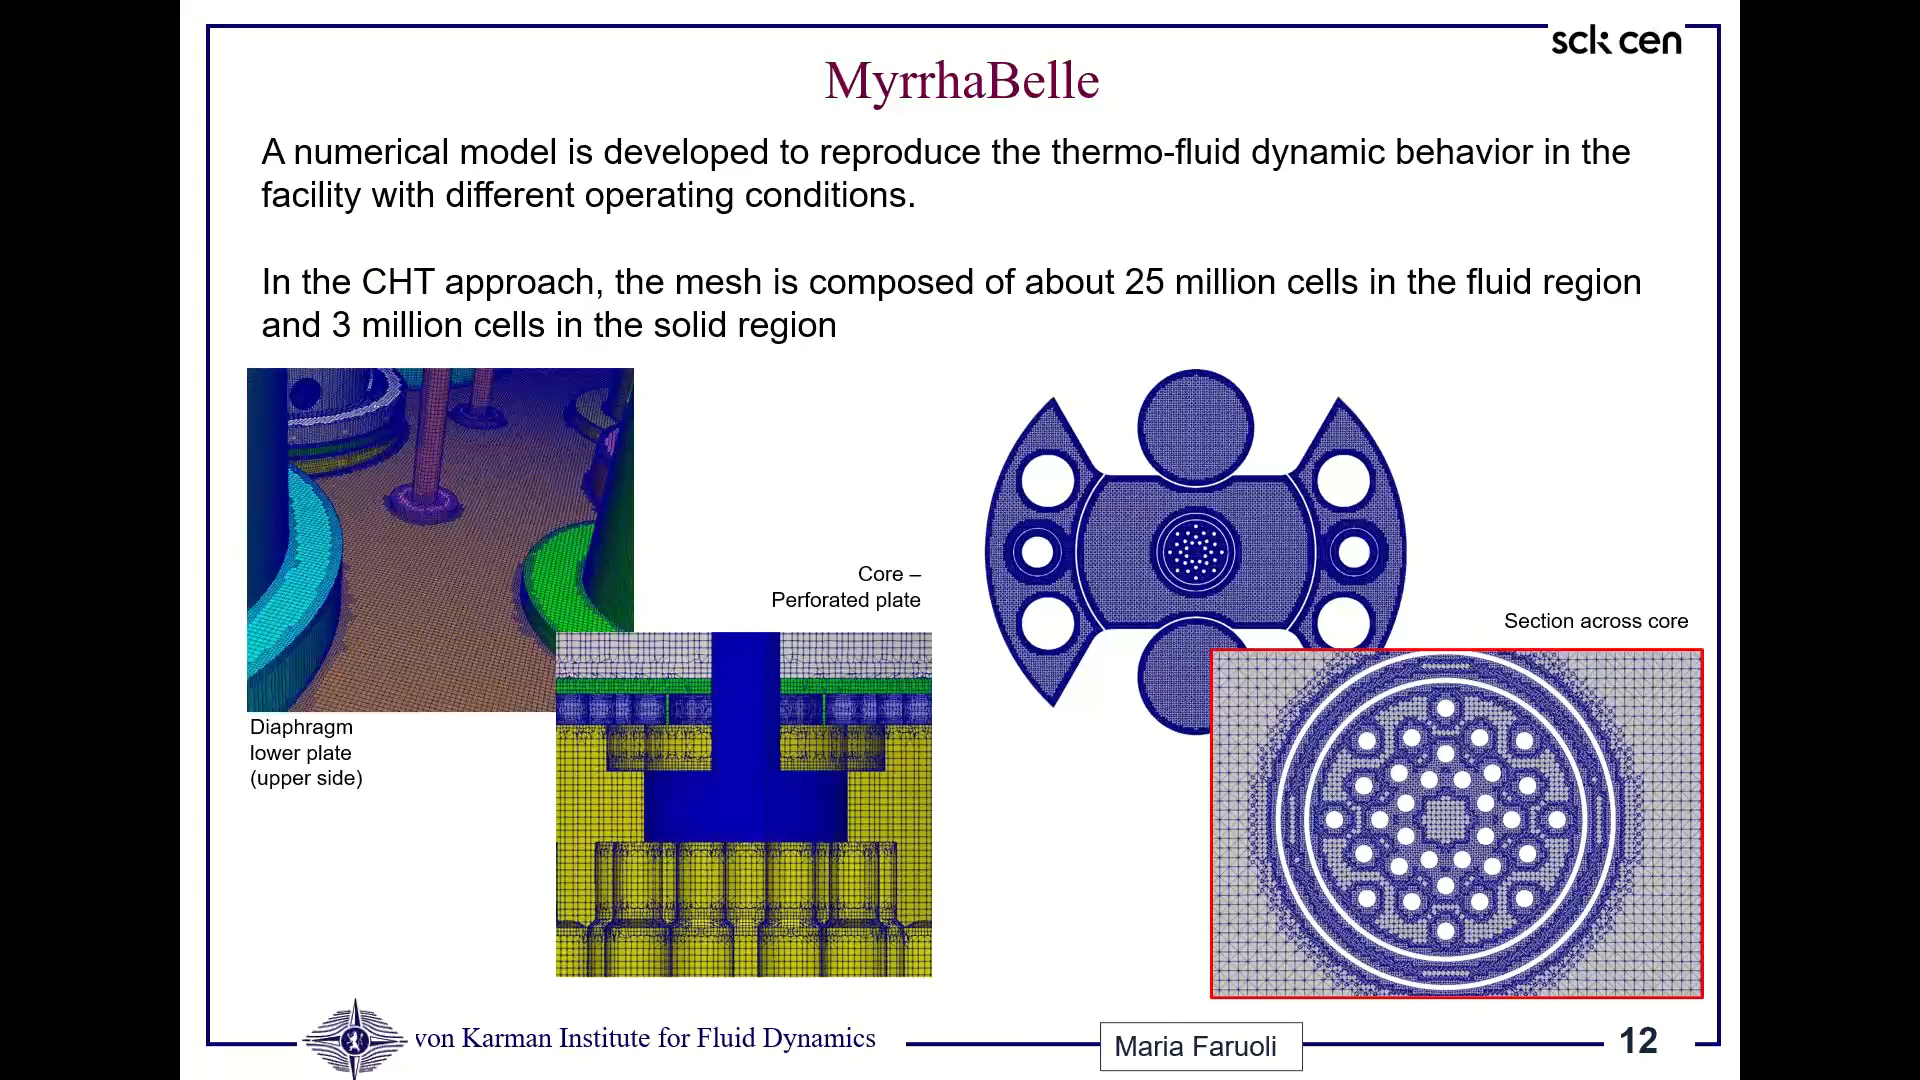 sck cen
MyrrhaBelle
A numerical model is developed to reproduce the thermo-fluid dynamic behavior in the
facility with different operating conditions.
In the CHT approach, the mesh is composed of about 25 million cells in the fluid region
and 3 million cells in the solid region
Core –
Perforated plate
Section across core
Diaphragm
lower plate
(upper side)
von Karman Institute for Fluid Dynamics
Maria Faruoli
12